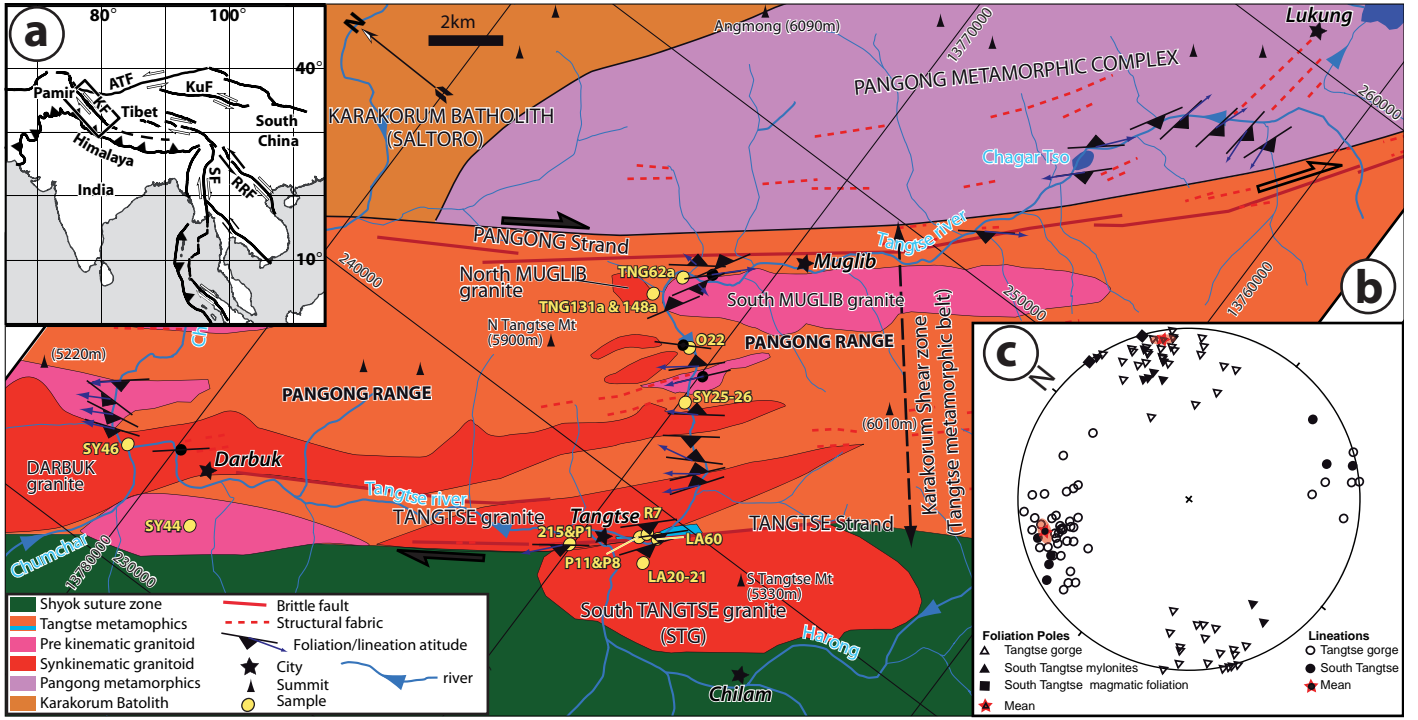 a
80°
100°
40°
10°
ATF
KuF
Pamir
KF
Tibet
South
China
Himalaya
India
SF
RRF
N
2km
Angmong (6090m)
13770000
Lukung
260000
PANGONG METAMORPHIC COMPLEX
KARAKORUM BATHOLITH
(SALTORO)
Chagar Tso
PANGONG Strand
Tangtse river
240000
North MUGLIB
granite
TNG62a
Muglib
TNG131a & 148a
South MUGLIB granite
250000
13760000
b
N Tangtse Mt
(5900m)
O22
PANGONG RANGE
(5220m)
PANGONG RANGE
SY25-26
(6010m)
Karakorum Shear zone
(Tangtse metamorphic belt)
SY46
DARBUK
granite
Darbuk
Tangtse river
TANGTSE granite
Tangtse
R7
TANGTSE Strand
SY44
215&P1
LA60
P11&P8
LA20-21
Chumchar
13780000
230000
S Tangtse Mt
(5330m)
South TANGTSE granite
(STG)
Harong
Chilam
Shyok suture zone
Tangtse metamophics
Pre kinematic granitoid
Synkinematic granitoid
Pangong metamorphics
Karakorum Batolith
Brittle fault
Structural fabric
Foliation/lineation attitude
City
Summit
Sample
river
c
N
Foliation Poles
Tangtse gorge
South Tangtse mylonites
South Tangtse magmatic foliation
Mean
Lineations
Tangtse gorge
South Tangtse
Mean